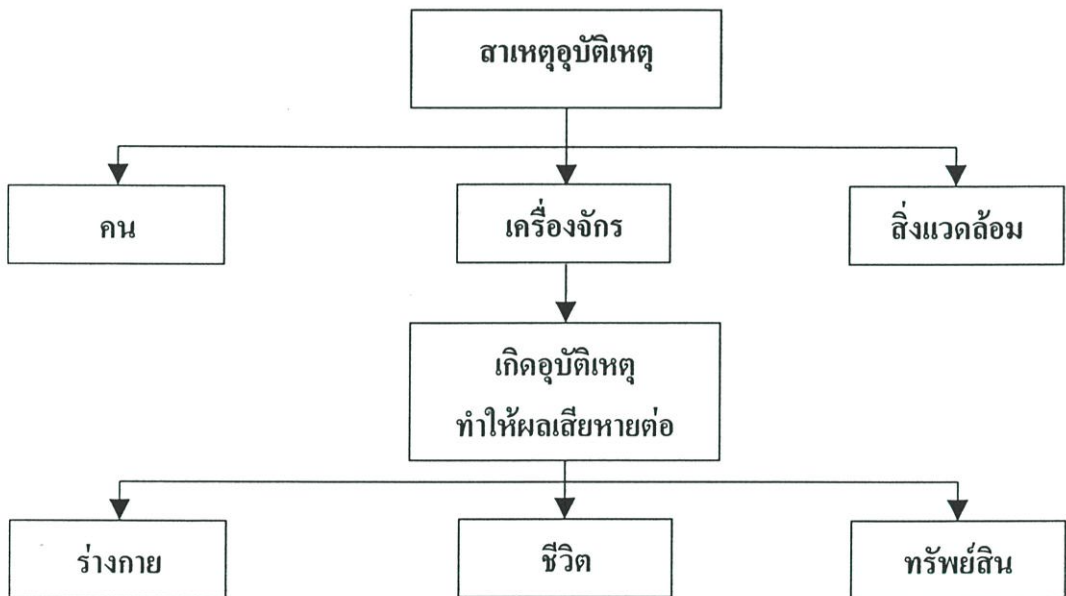 สาเหตุอุบัติเหตุ
คน
เครื่องจักร
สิ่งแวดล้อม
เกิดอุบัติเหตุ
ทำให้ผลเสียหายต่อ
ร่างกาย
ชีวิต
ทรัพย์สิน